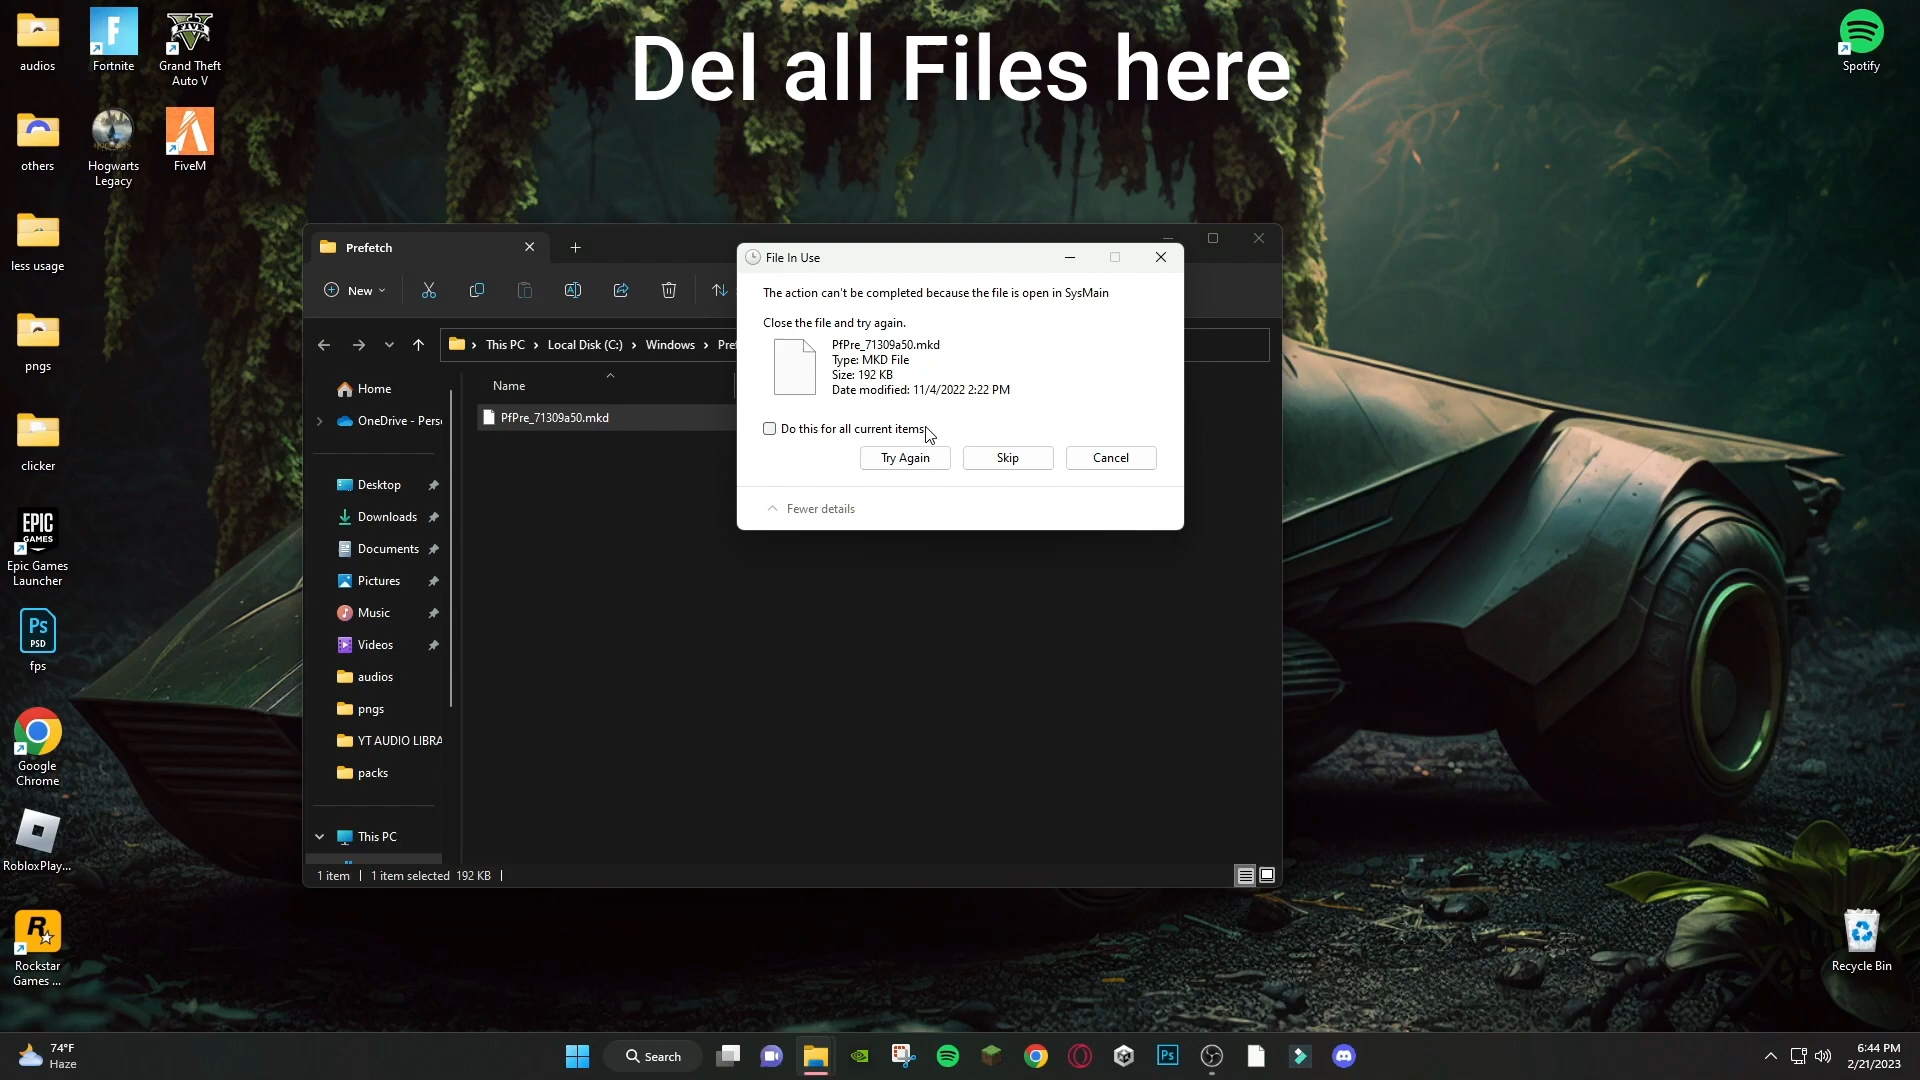 Del all Files here
audios
Fortnite
Grand Theft
Auto V
Spotify
others
Hogwarts
Legacy
FiveM
less usage
pngs
clicker
EPIC
GAMES
Epic Games
Launcher
Ps
PSD
fps
Google
Chrome
RobloxPlay...
Rockstar
Games ...
Recycle Bin
Prefetch
New
This PC
Local Disk (C:)
Windows
Pref
Home
OneDrive - Pers
Desktop
Downloads
Documents
Pictures
Music
Videos
audios
pngs
YT AUDIO LIBRA
packs
This PC
Name
PfPre_71309a50.mkd
1 item
1 item selected 192 KB
File In Use
The action can't be completed because the file is open in SysMain
Close the file and try again.
PfPre_71309a50.mkd
Type: MKD File
Size: 192 KB
Date modified: 11/4/2022 2:22 PM
Do this for all current items
Try Again
Skip
Cancel
Fewer details
74°F
Haze
Search
Ps
6:44 PM
2/21/2023